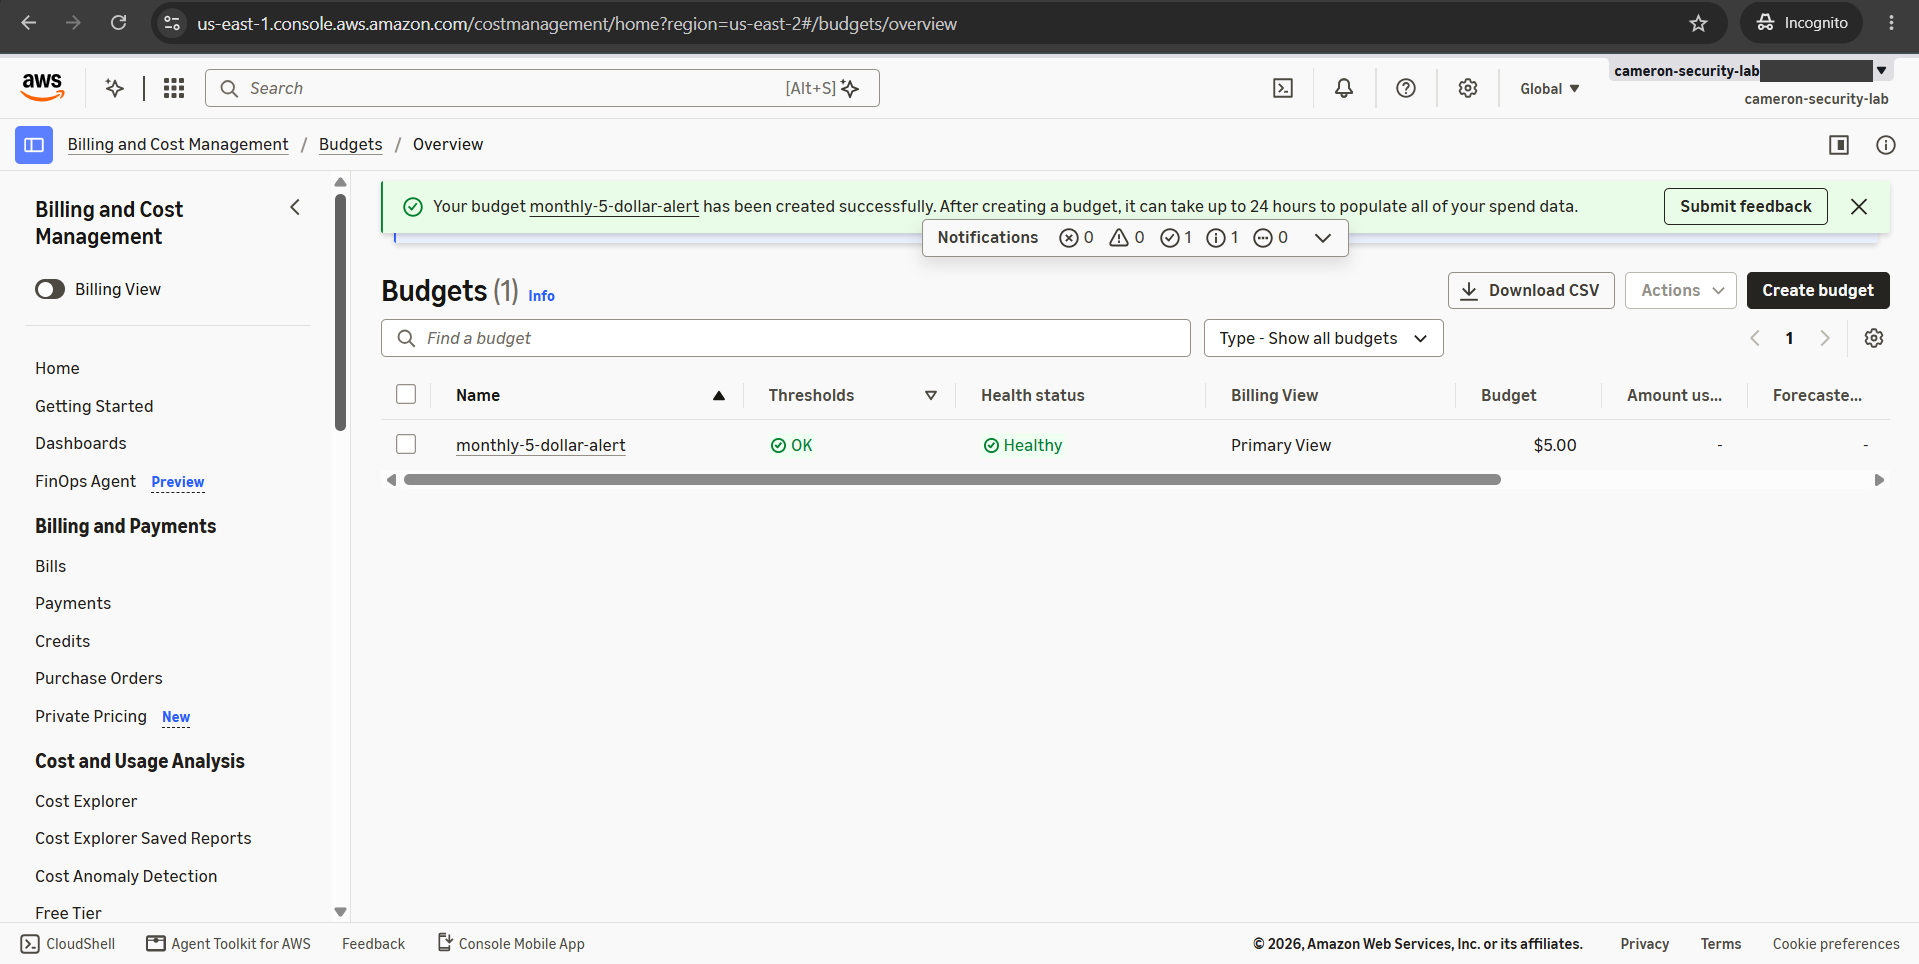 us-east-1.console.aws.amazon.com/costmanagement/home?region=us-east-2#/budgets/overview
Incognito
aws
Search
[Alt+S]
Global
cameron-security-lab
cameron-security-lab
Billing and Cost Management / Budgets / Overview
Billing and Cost
Management
Billing View
Home
Getting Started
Dashboards
FinOps Agent Preview
Billing and Payments
Bills
Payments
Credits
Purchase Orders
Private Pricing New
Cost and Usage Analysis
Cost Explorer
Cost Explorer Saved Reports
Cost Anomaly Detection
Free Tier
Your budget monthly-5-dollar-alert has been created successfully. After creating a budget, it can take up to 24 hours to populate all of your spend data.
Submit feedback
Notifications 0 0 1 1 0
Budgets (1) Info
Download CSV
Actions
Create budget
Find a budget
Type - Show all budgets
1
Name Thresholds Health status Billing View Budget Amount us... Forecaste...
monthly-5-dollar-alert OK Healthy Primary View $5.00 - -
CloudShell
Agent Toolkit for AWS
Feedback
Console Mobile App
© 2026, Amazon Web Services, Inc. or its affiliates.
Privacy
Terms
Cookie preferences